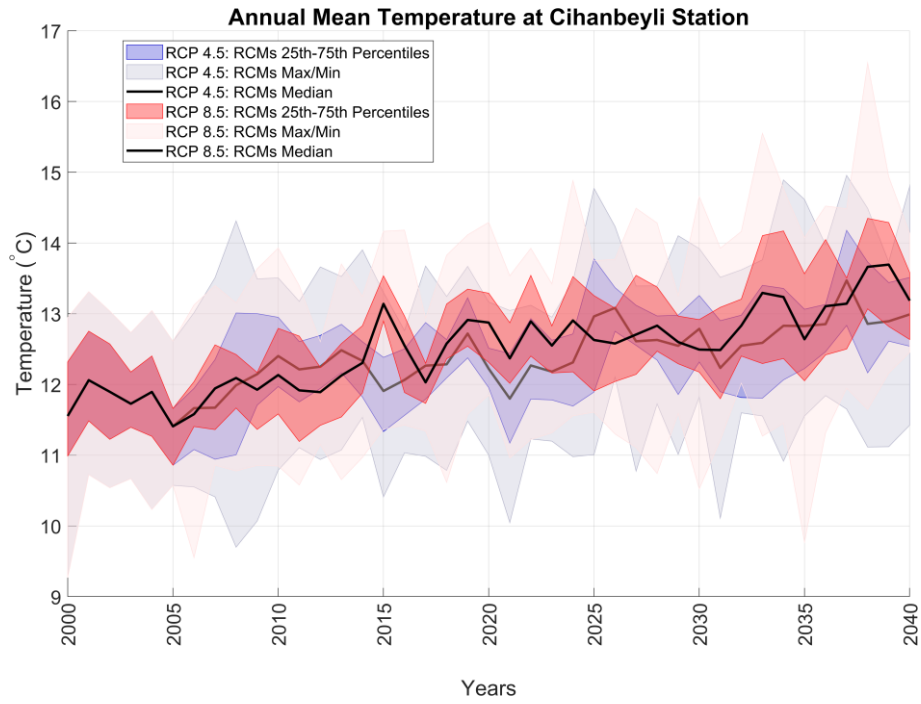 Annual Mean Temperature at Cihanbeyli Station
17
16
15
14
13
12
11
10
9
Temperature (°C)
RCP 4.5: RCMs 25th-75th Percentiles
RCP 4.5: RCMs Max/Min
RCP 4.5: RCMs Median
RCP 8.5: RCMs 25th-75th Percentiles
RCP 8.5: RCMs Max/Min
RCP 8.5: RCMs Median
2000
2005
2010
2015
2020
2025
2030
2035
2040
Years